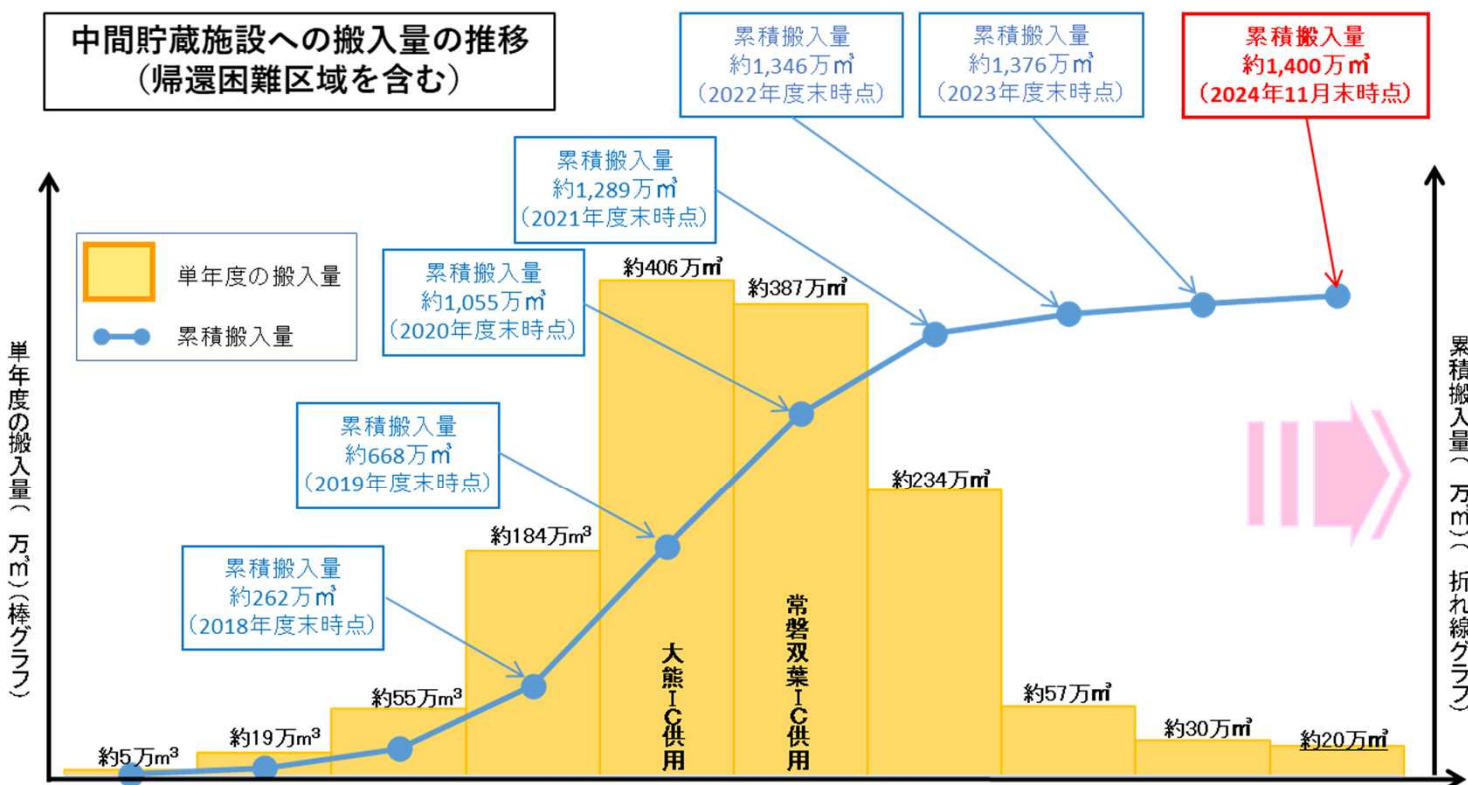 中間貯蔵施設への搬入量の推移
（帰還困難区域を含む）
累積搬入量
約1,346万㎥
（2022年度末時点）
累積搬入量
約1,376万㎥
（2023年度末時点）
累積搬入量
約1,400万㎥
（2024年11月末時点）
累積搬入量
約1,289万㎥
（2021年度末時点）
単年度の搬入量
累積搬入量
累積搬入量
約1,055万㎥
（2020年度末時点）
累積搬入量
約668万㎥
（2019年度末時点）
累積搬入量
約262万㎥
（2018年度末時点）
単年度の搬入量（ 万㎥）（棒グラフ）
約5万m³
約19万m³
約55万m³
約184万m³
約406万㎥
約387万㎥
約234万㎥
約57万㎥
約30万㎥
約20万㎥
大熊IC供用
常磐双葉IC供用
累積搬入量（ 万㎥）（ 折れ線グラフ）